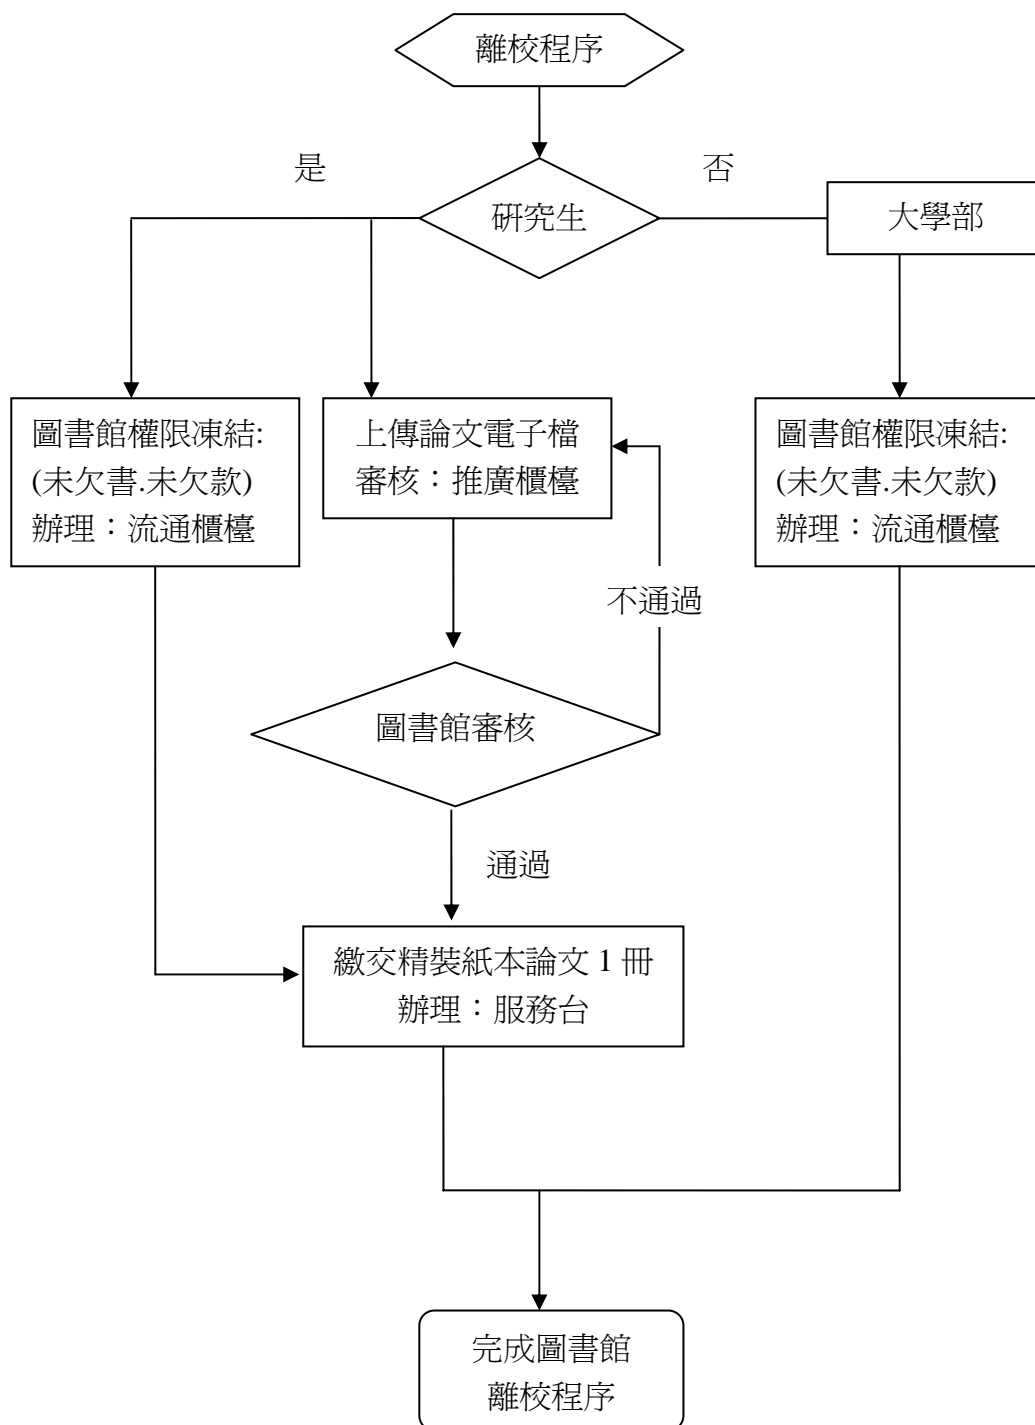 離校程序
是
否
研究生
大學部
圖書館權限凍結:
(未欠書.未欠款)
辦理：流通櫃檯
上傳論文電子檔
審核：推廣櫃檯
圖書館權限凍結:
(未欠書.未欠款)
辦理：流通櫃檯
不通過
圖書館審核
通過
繳交精裝紙本論文 1 冊
辦理：服務台
完成圖書館
離校程序